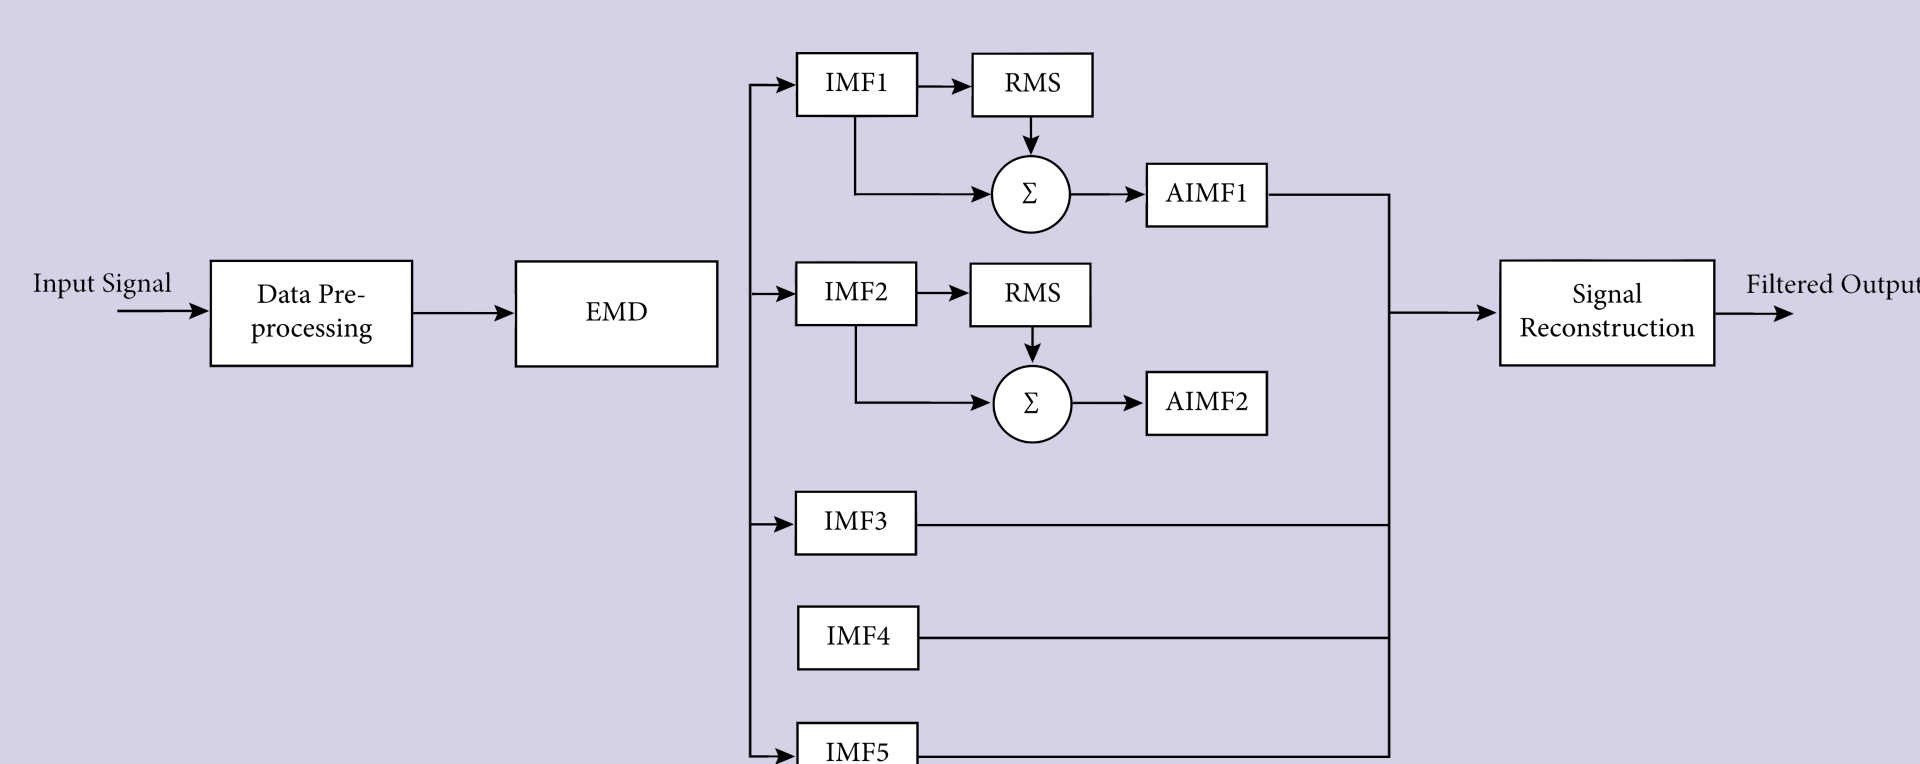 IMF1
RMS
Σ
AIMF1
Input Signal
Data Pre-
processing
EMD
IMF2
RMS
Σ
AIMF2
Signal
Reconstruction
Filtered Output
IMF3
IMF4
IMF5